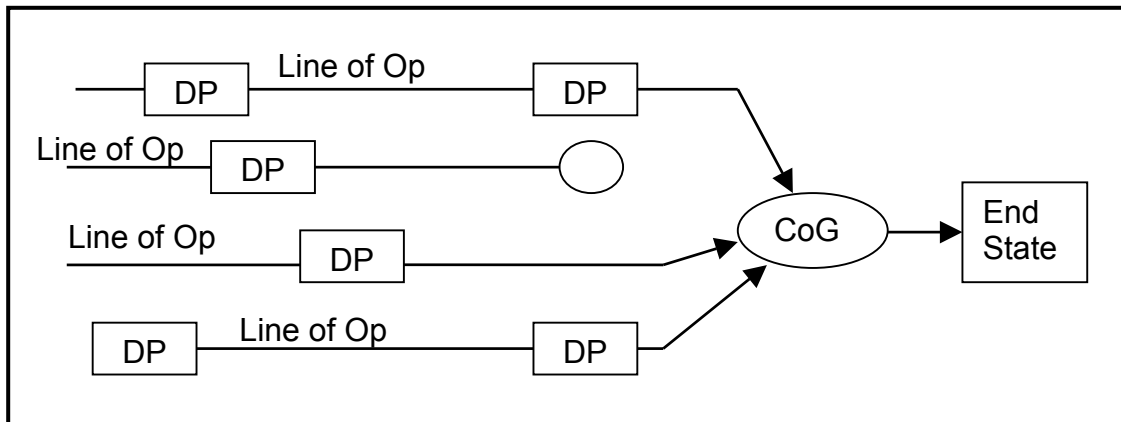 DP
Line of Op
DP
Line of Op
DP
Line of Op
DP
CoG
End
State
DP
Line of Op
DP